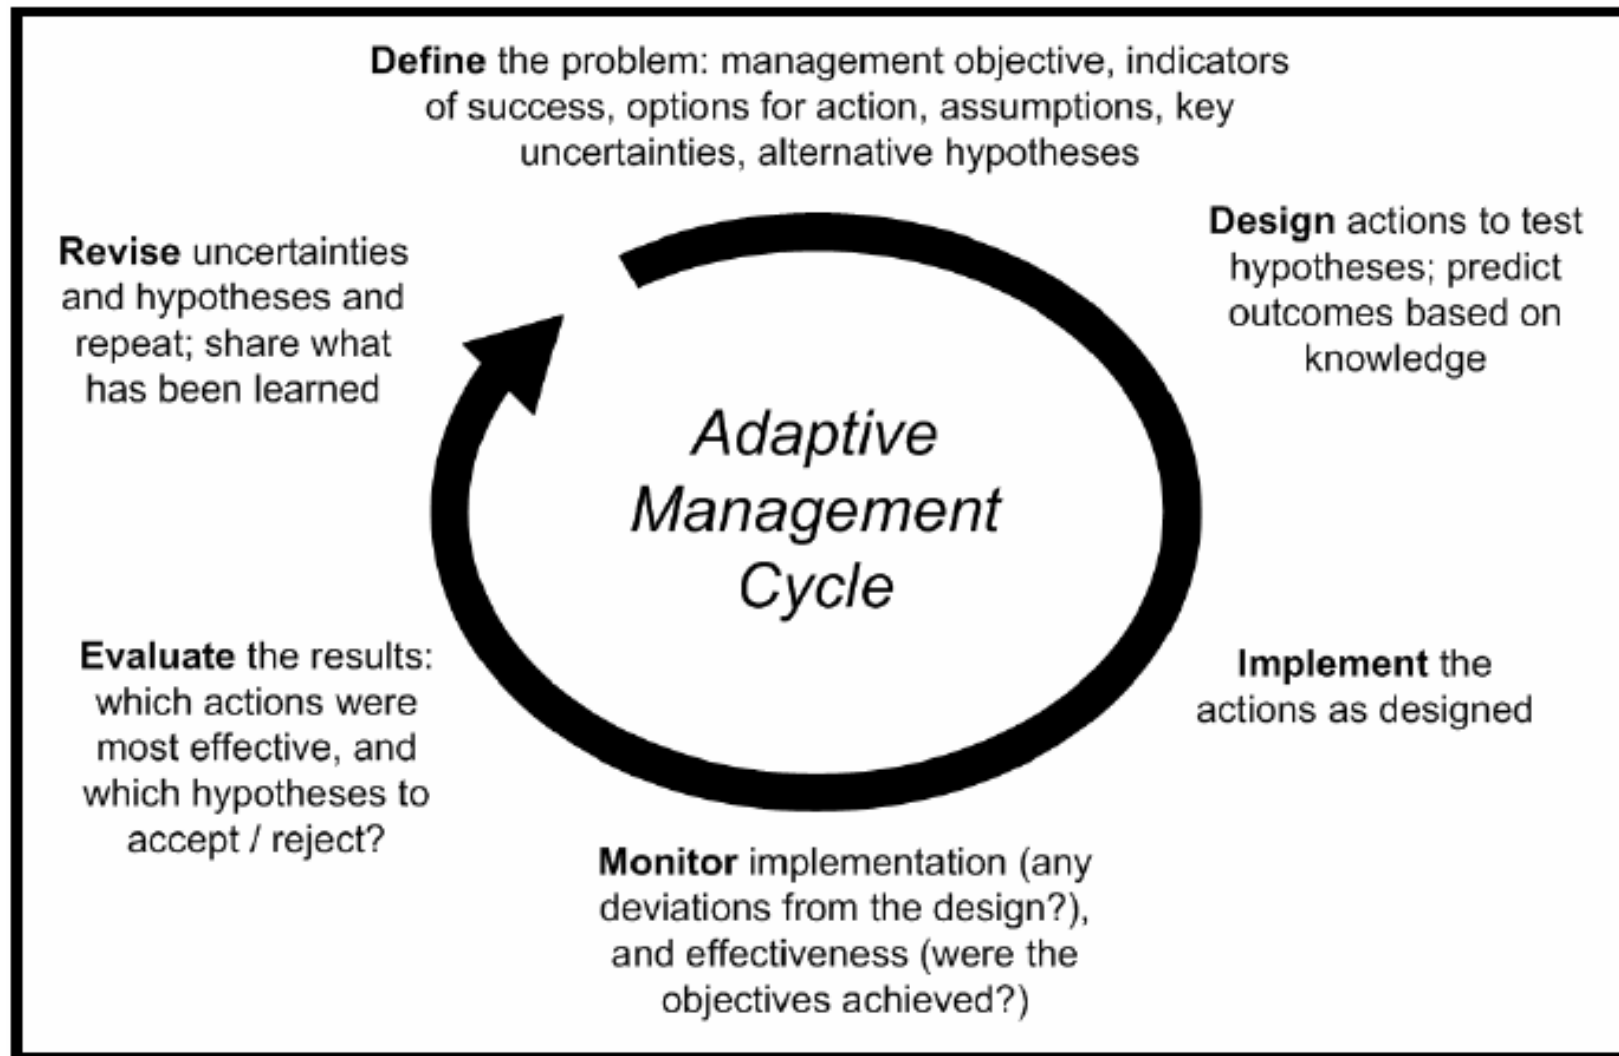 Define the problem: management objective, indicators
of success, options for action, assumptions, key
uncertainties, alternative hypotheses
Design actions to test
hypotheses; predict
outcomes based on
knowledge
Implement the
actions as designed
Monitor implementation (any
deviations from the design?),
and effectiveness (were the
objectives achieved?)
Evaluate the results:
which actions were
most effective, and
which hypotheses to
accept / reject?
Revise uncertainties
and hypotheses and
repeat; share what
has been learned
Adaptive
Management
Cycle